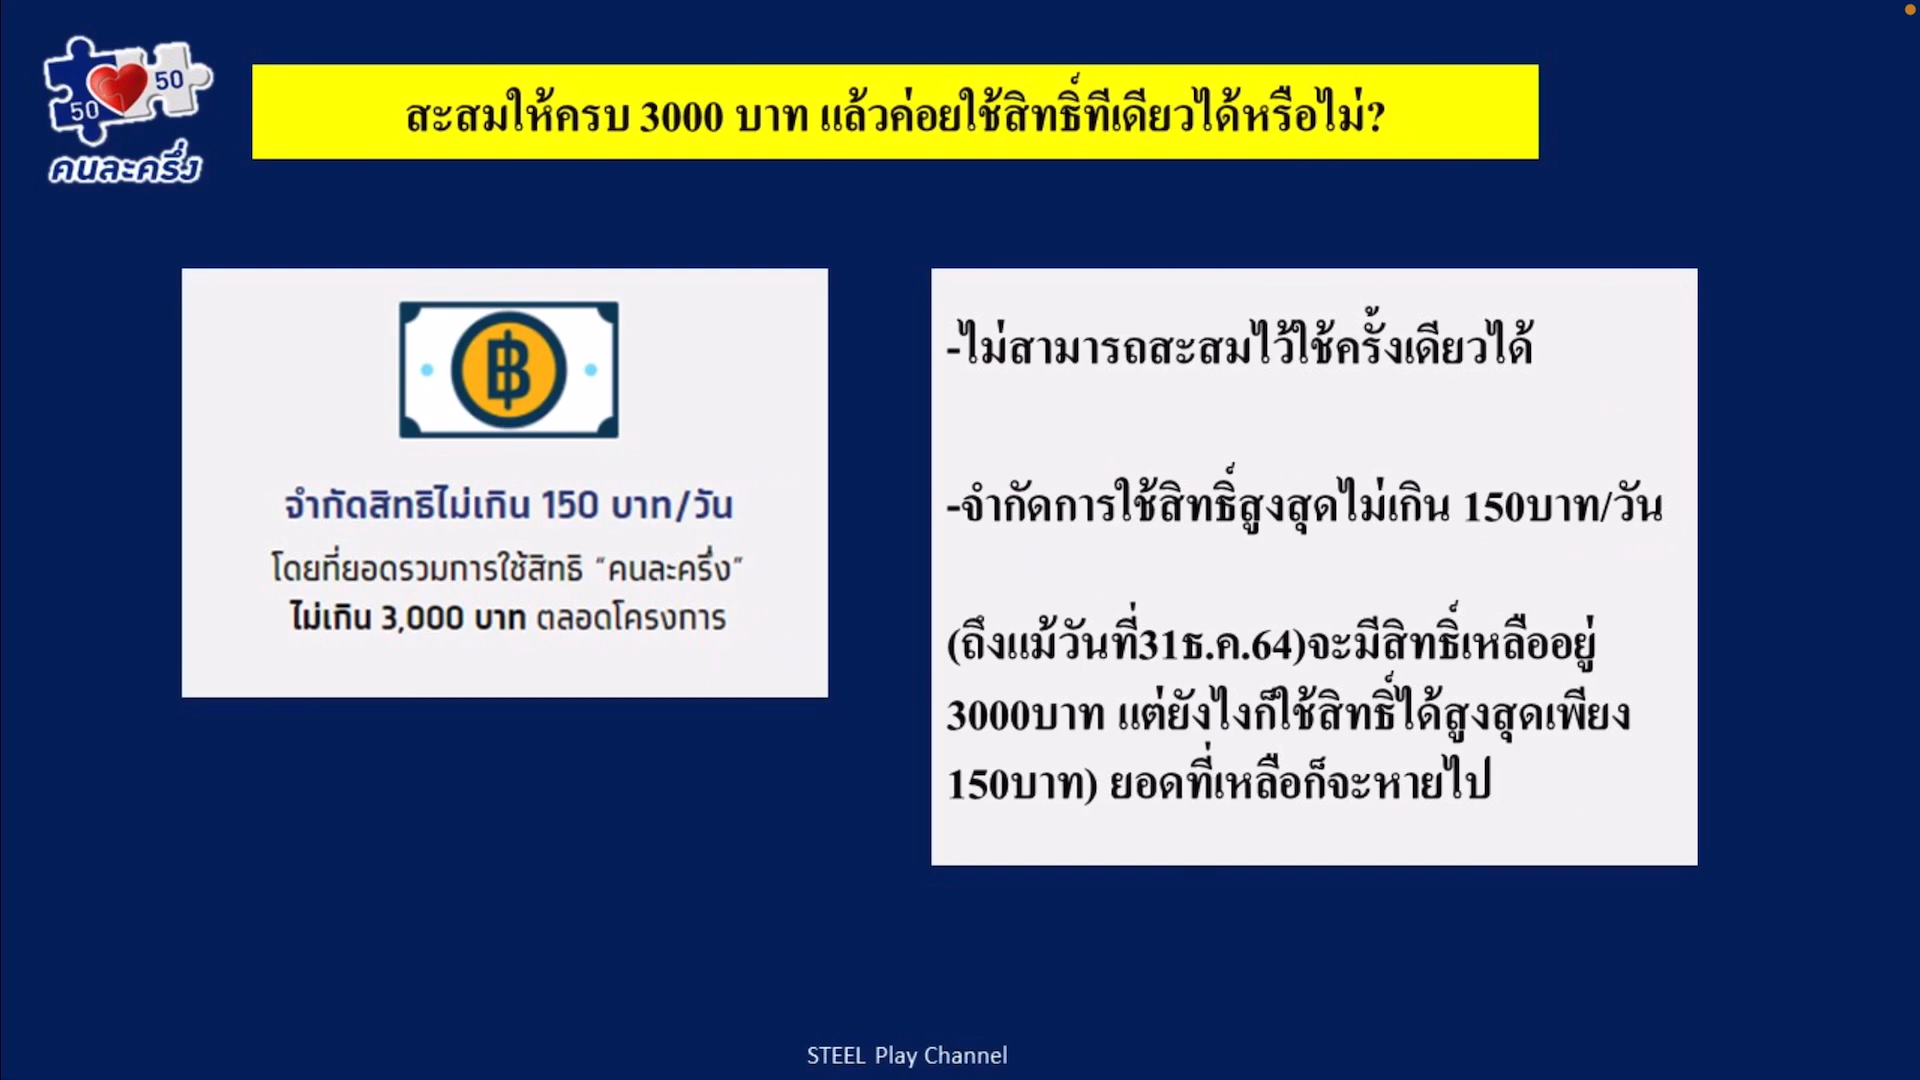 50
50
คนละครึ่ง
สะสมให้ครบ 3000 บาท แล้วค่อยใช้สิทธิ์ทีเดียวได้หรือไม่?
฿
จำกัดสิทธิไม่เกิน 150 บาท/วัน
โดยที่ยอดรวมการใช้สิทธิ “คนละครึ่ง”
ไม่เกิน 3,000 บาท ตลอดโครงการ
-ไม่สามารถสะสมไว้ใช้ครั้งเดียวได้
-จำกัดการใช้สิทธิ์สูงสุดไม่เกิน 150บาท/วัน
(ถึงแม้วันที่31ธ.ค.64)จะมีสิทธิ์เหลืออยู่
3000บาท แต่ยังไงก็ใช้สิทธิ์ได้สูงสุดเพียง
150บาท) ยอดที่เหลือก็จะหายไป
STEEL Play Channel